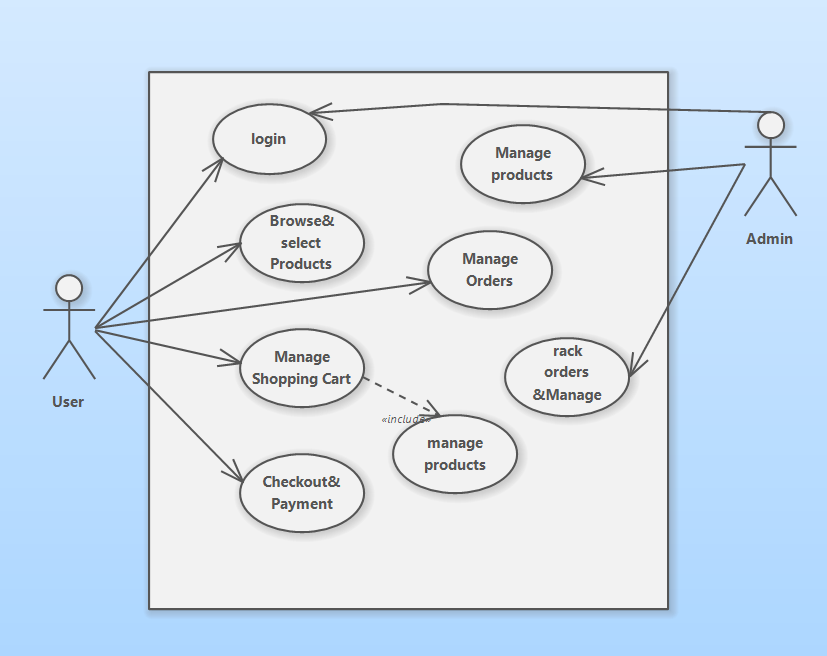 login
Manage
products
Browse&
select
Products
Manage
Orders
Admin
Manage
Shopping Cart
rack
orders
&Manage
User
«include»
manage
products
Checkout&
Payment